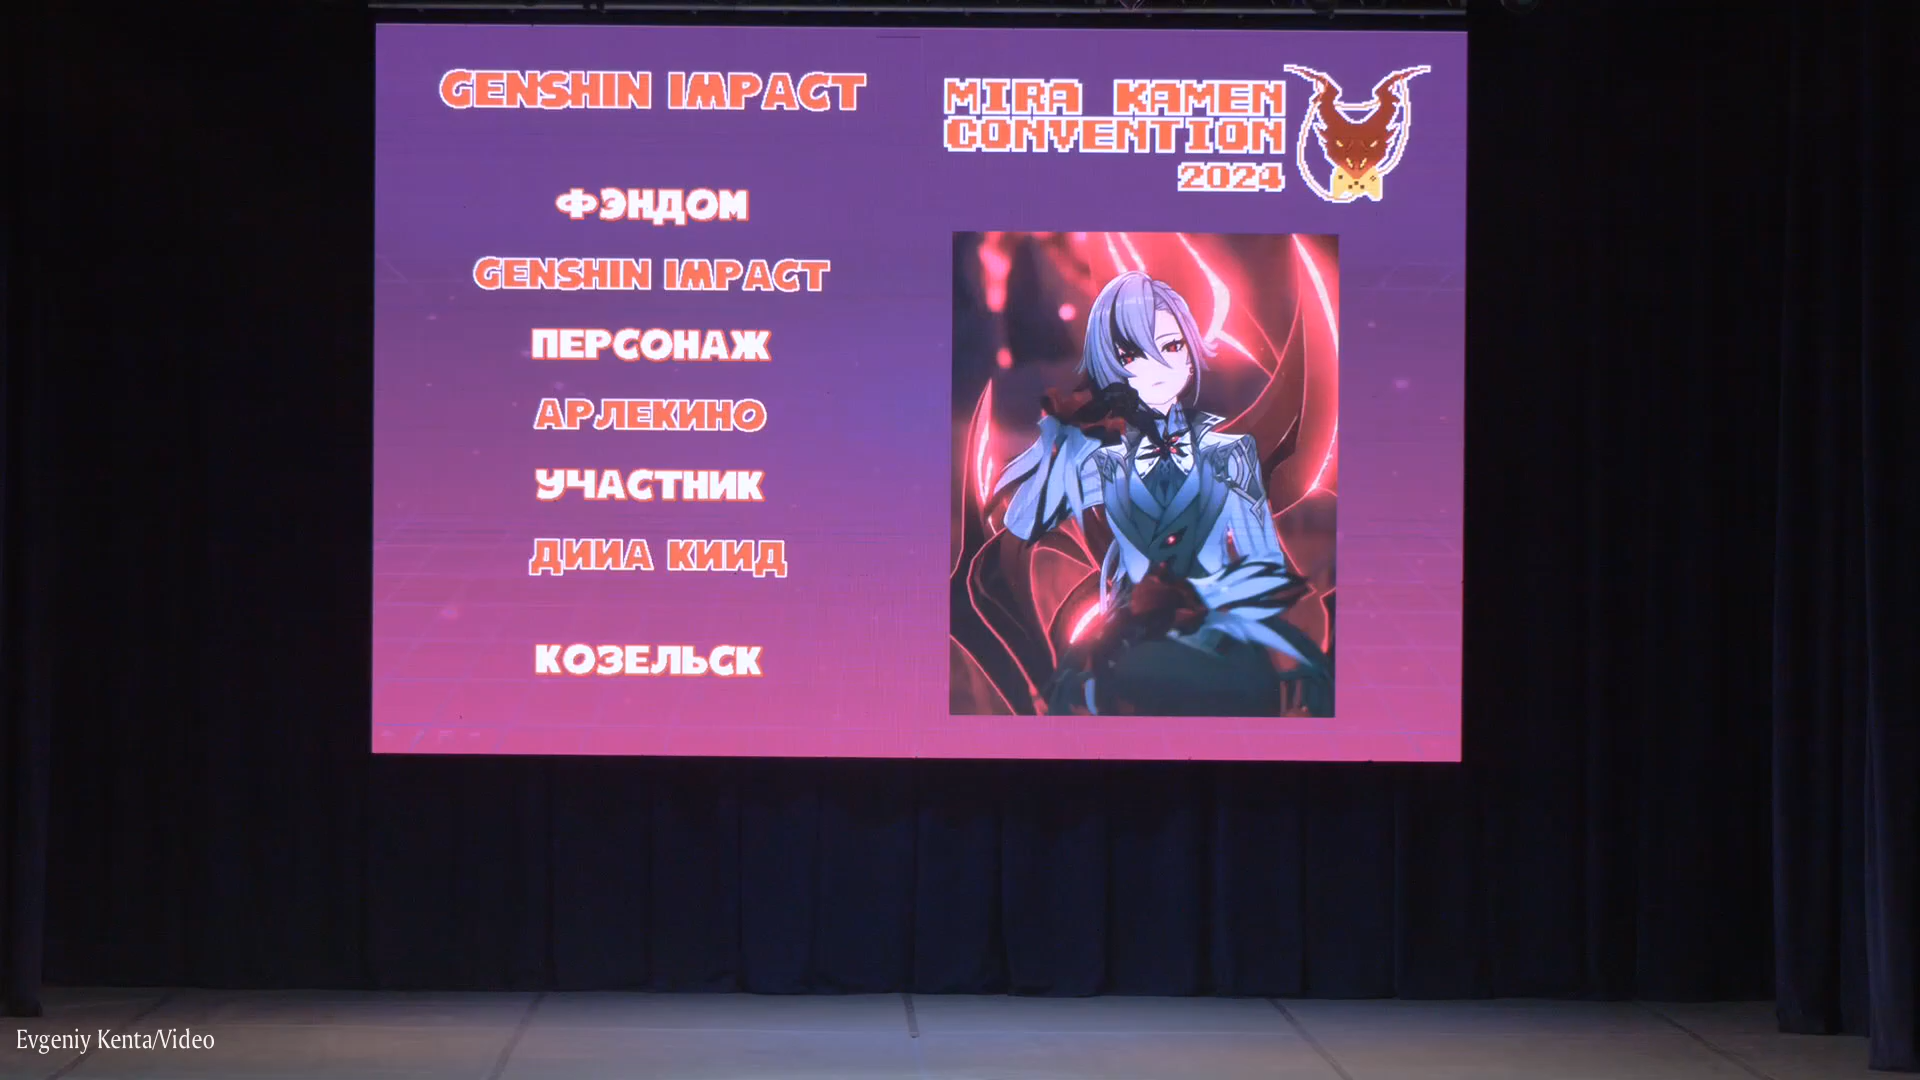 GENSHIN IMPACT
ФЭНДОМ
GENSHIN IMPACT
ПЕРСОНАЖ
АРЛЕКИНО
УЧАСТНИК
ДИИА КИИД
КОЗЕЛЬСК
MIRA KAMEN
CONVENTION
2024
Evgeniy Kenta/Video